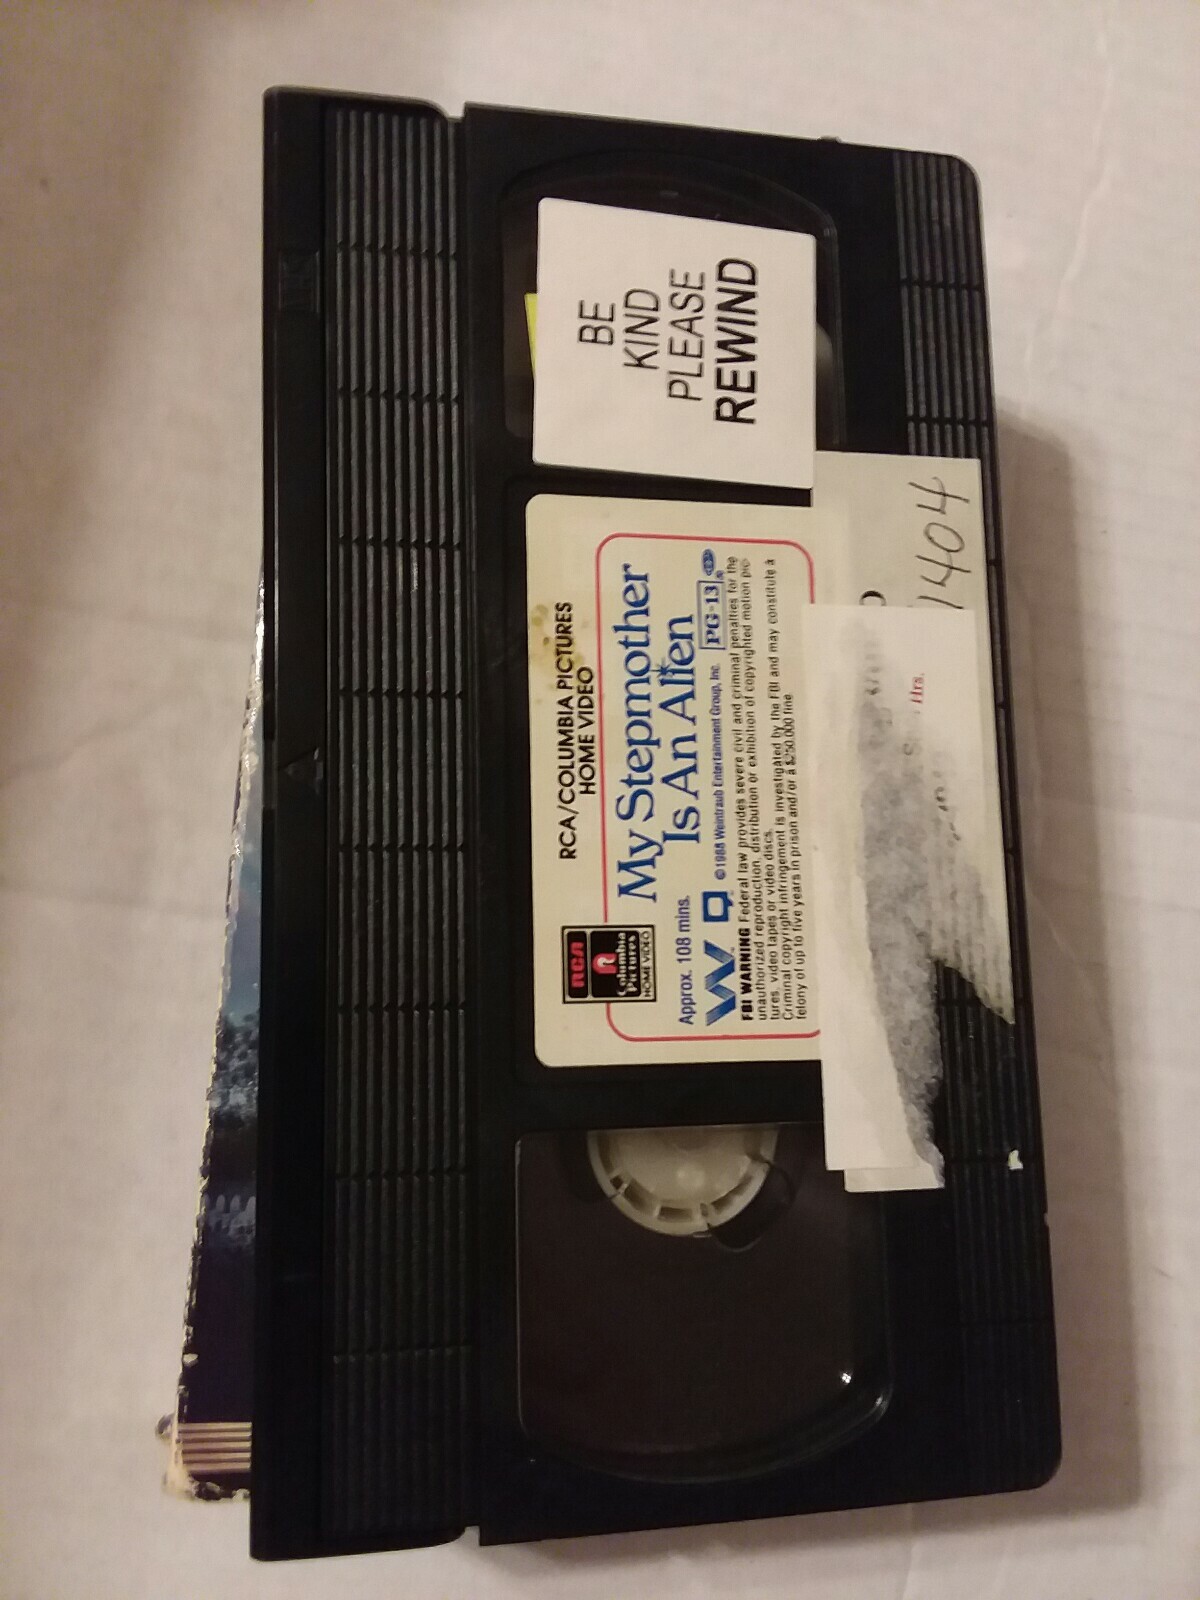 BE
KIND
PLEASE
REWIND
RCA/COLUMBIA PICTURES
HOME VIDEO
RCA
Columbia
Pictures
HOME VIDEO
My Stepmother
Is An Alien
Approx. 108 mins.
PG-13
©1988 Weintraub Entertainment Group, Inc.
FBI WARNING Federal law provides severe civil and criminal penalties for the
unauthorized reproduction, distribution or exhibition of copyrighted motion pic-
tures, video tapes or video discs.
Criminal copyright infringement is investigated by the FBI and may constitute a
felony of up to five years in prison and/or a $250,000 fine
1404
Hrs.